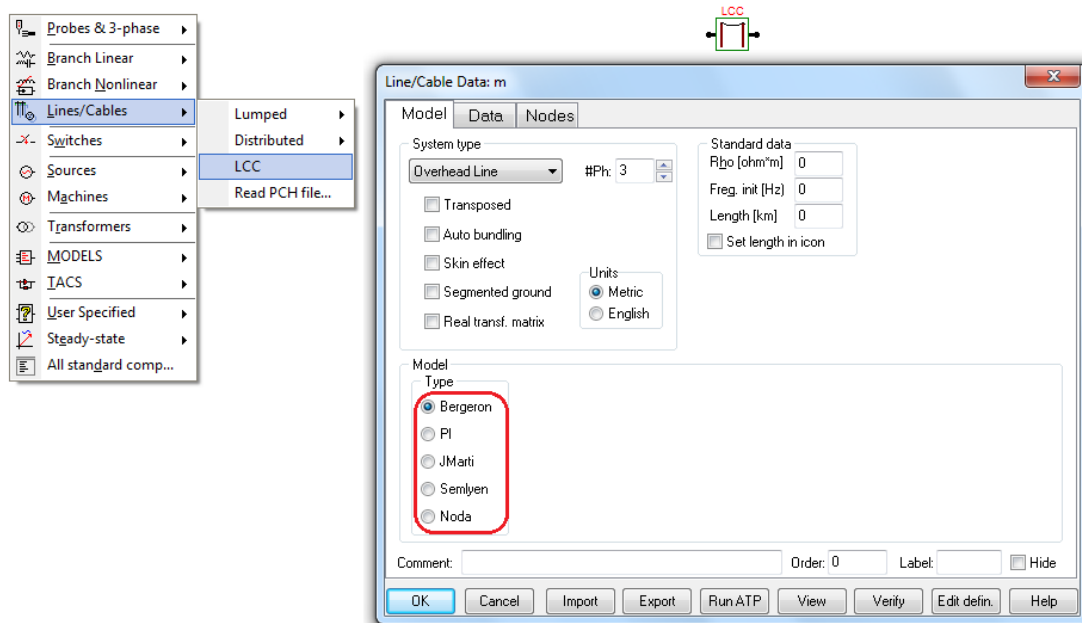 Probes & 3-phase
Branch Linear
Branch Nonlinear
Lines/Cables
Switches
Sources
Machines
Transformers
MODELS
TACS
User Specified
Steady-state
All standard comp...
Lumped
Distributed
LCC
Read PCH file...
LCC
Line/Cable Data: m
Model Data Nodes
System type
Overhead Line #Ph: 3
Transposed
Auto bundling
Skin effect
Segmented ground
Real transf. matrix
Units
Metric
English
Standard data
Rho [ohm*m] 0
Freq. init [Hz] 0
Length [km] 0
Set length in icon
Model
Type
Bergeron
PI
JMarti
Semlyen
Noda
Comment: Order: 0 Label: Hide
OK Cancel Import Export Run ATP View Verify Edit defin. Help